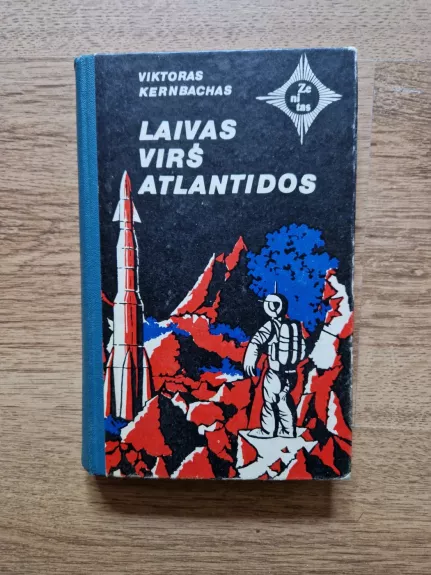 VIKTORAS
KERNBACHAS
LAIVAS
VIRŠ
ATLANTIDOS
Ze
ni
tas